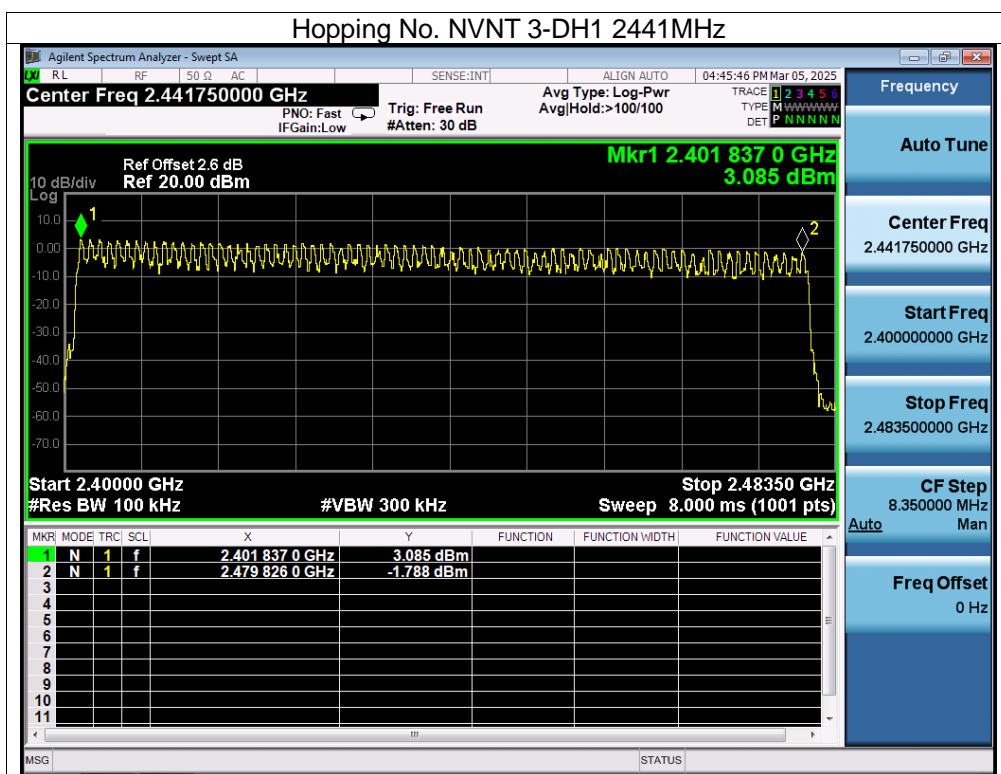 Hopping No. NVNT 3-DH1 2441MHz
Agilent Spectrum Analyzer - Swept SA
LXI RL RF 50 Ω AC SENSE:INT ALIGN AUTO 04:45:46 PM Mar 05, 2025
Center Freq 2.441750000 GHz
PNO: Fast
IFGain:Low
Trig: Free Run
#Atten: 30 dB
Avg Type: Log-Pwr
Avg|Hold:>100/100
TRACE 1 2 3 4 5 6
TYPE M WWWWW
DET P N N N N N
Ref Offset 2.6 dB
10 dB/div Ref 20.00 dBm
Log
Mkr1 2.401 837 0 GHz
3.085 dBm
1
2
10.0
0.00
-10.0
-20.0
-30.0
-40.0
-50.0
-60.0
-70.0
Start 2.40000 GHz Stop 2.48350 GHz
#Res BW 100 kHz #VBW 300 kHz Sweep 8.000 ms (1001 pts)
MKR MODE TRC SCL X Y FUNCTION FUNCTION WIDTH FUNCTION VALUE
1 N 1 f 2.401 837 0 GHz 3.085 dBm
2 N 1 f 2.479 826 0 GHz -1.788 dBm
3
4
5
6
7
8
9
10
11
MSG STATUS
Frequency
Auto Tune
Center Freq
2.441750000 GHz
Start Freq
2.400000000 GHz
Stop Freq
2.483500000 GHz
CF Step
8.350000 MHz
Auto Man
Freq Offset
0 Hz